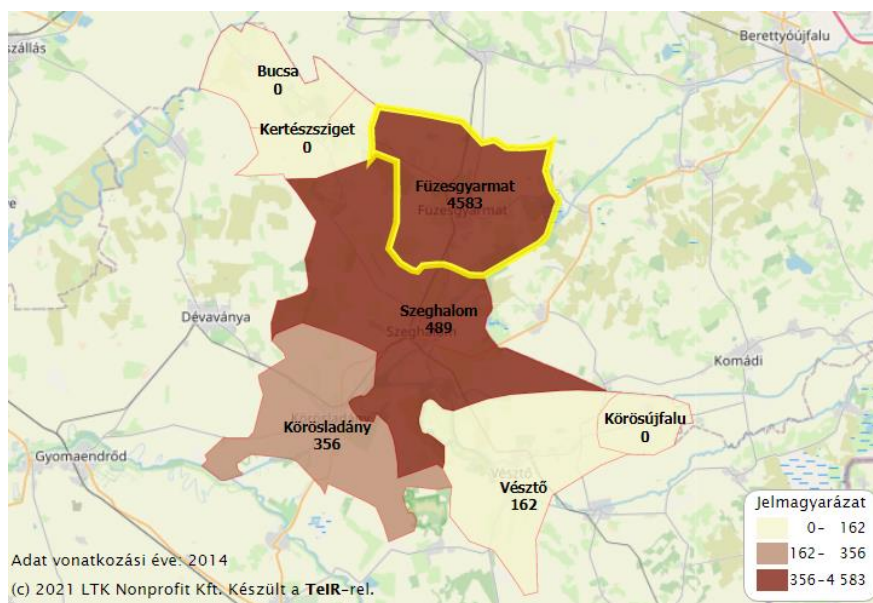 szállás
Berettyóújfalu
Bucsa
0
Kertészsziget
0
Füzesgyarmat
4583
Füzesgyarmat
Szeghalom
489
Szeghalom
Dévaványa
Komádi
Körösladány
Körösladány
356
Körösújfalu
0
Gyomaendrőd
Vésztő
Vésztő
162
Jelmagyarázat
0- 162
162- 356
356-4 583
Adat vonatkozási éve: 2014
(c) 2021 LTK Nonprofit Kft. Készült a TeIR-rel.